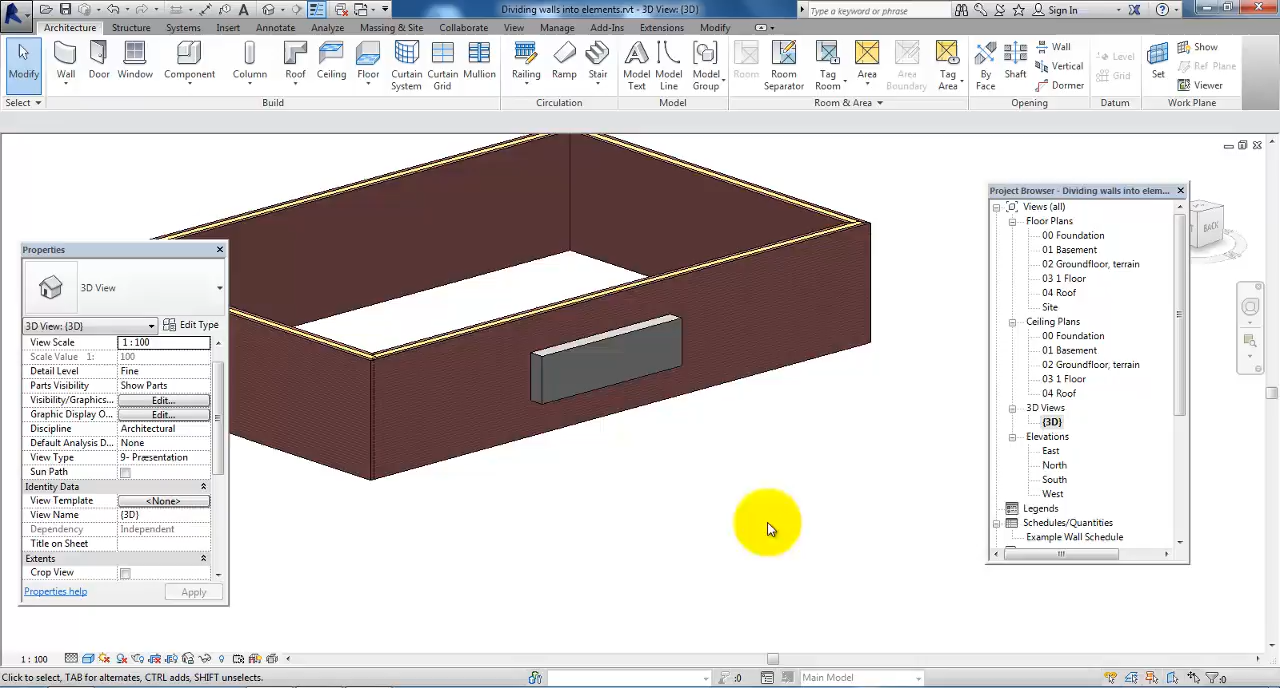 Dividing walls into elements.rvt - 3D View: {3D}
Type a keyword or phrase
Sign In
Architecture
Structure
Systems
Insert
Annotate
Analyze
Massing & Site
Collaborate
View
Manage
Add-Ins
Extensions
Modify
Modify
Wall
Door
Window
Component
Column
Roof
Ceiling
Floor
Curtain System
Curtain Grid
Mullion
Railing
Ramp
Stair
Model Text
Model Line
Model Group
Room
Room Separator
Tag Room
Area
Area Boundary
Tag Area
By Face
Shaft
Wall
Vertical
Dormer
Level
Grid
Set
Show
Ref Plane
Viewer
Select
Build
Circulation
Model
Room & Area
Opening
Datum
Work Plane
Properties
3D View
3D View: {3D}
Edit Type
View Scale 1 : 100
Scale Value 1: 100
Detail Level Fine
Parts Visibility Show Parts
Visibility/Graphics... Edit...
Graphic Display O... Edit...
Discipline Architectural
Default Analysis D... None
View Type 9- Præsentation
Sun Path
Identity Data
View Template <None>
View Name {3D}
Dependency Independent
Title on Sheet
Extents
Crop View
Properties help
Apply
BACK
Project Browser - Dividing walls into elem...
Views (all)
Floor Plans
00 Foundation
01 Basement
02 Groundfloor, terrain
03 1 Floor
04 Roof
Site
Ceiling Plans
00 Foundation
01 Basement
02 Groundfloor, terrain
03 1 Floor
04 Roof
3D Views
{3D}
Elevations
East
North
South
West
Legends
Schedules/Quantities
Example Wall Schedule
1 : 100
Click to select, TAB for alternates, CTRL adds, SHIFT unselects.
:0
Main Model
:0